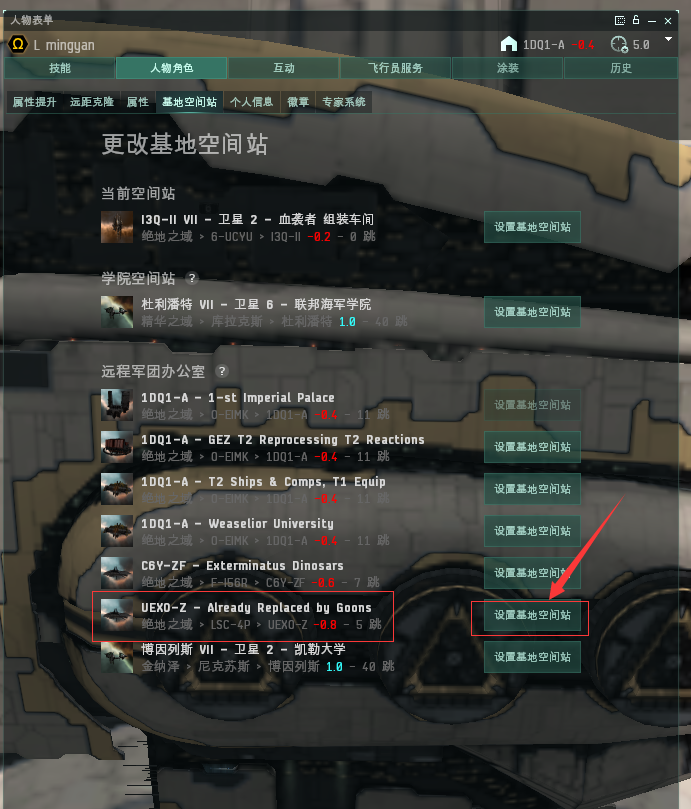 人物表单
L mingyan
1DQ1-A -0.4
5.0
技能
人物角色
互动
飞行员服务
涂装
历史
属性提升
远距克隆
属性
基地空间站
个人信息
徽章
专家系统
更改基地空间站
当前空间站
I3Q-II VII - 卫星 2 - 血袭者 组装车间
绝地之域 > 6-UCYU > I3Q-II -0.2 - 0 跳
设置基地空间站
学院空间站 ?
杜利潘特 VII - 卫星 6 - 联邦海军学院
精华之域 > 库拉克斯 > 杜利潘特 1.0 - 40 跳
设置基地空间站
远程军团办公室 ?
1DQ1-A - 1-st Imperial Palace
绝地之域 > O-EIMK > 1DQ1-A -0.4 - 11 跳
设置基地空间站
1DQ1-A - GEZ T2 Reprocessing T2 Reactions
绝地之域 > O-EIMK > 1DQ1-A -0.4 - 11 跳
设置基地空间站
1DQ1-A - T2 Ships & Comps, T1 Equip
绝地之域 > O-EIMK > 1DQ1-A -0.4 - 11 跳
设置基地空间站
1DQ1-A - Weaselior University
绝地之域 > O-EIMK > 1DQ1-A -0.4 - 11 跳
设置基地空间站
C6Y-ZF - Exterminatus Dinosars
绝地之域 > F-I56R > C6Y-ZF -0.6 - 7 跳
设置基地空间站
UEXO-Z - Already Replaced by Goons
绝地之域 > LSC-4P > UEXO-Z -0.8 - 5 跳
设置基地空间站
博因列斯 VII - 卫星 2 - 凯勒大学
金纳泽 > 尼克苏斯 > 博因列斯 1.0 - 40 跳
设置基地空间站